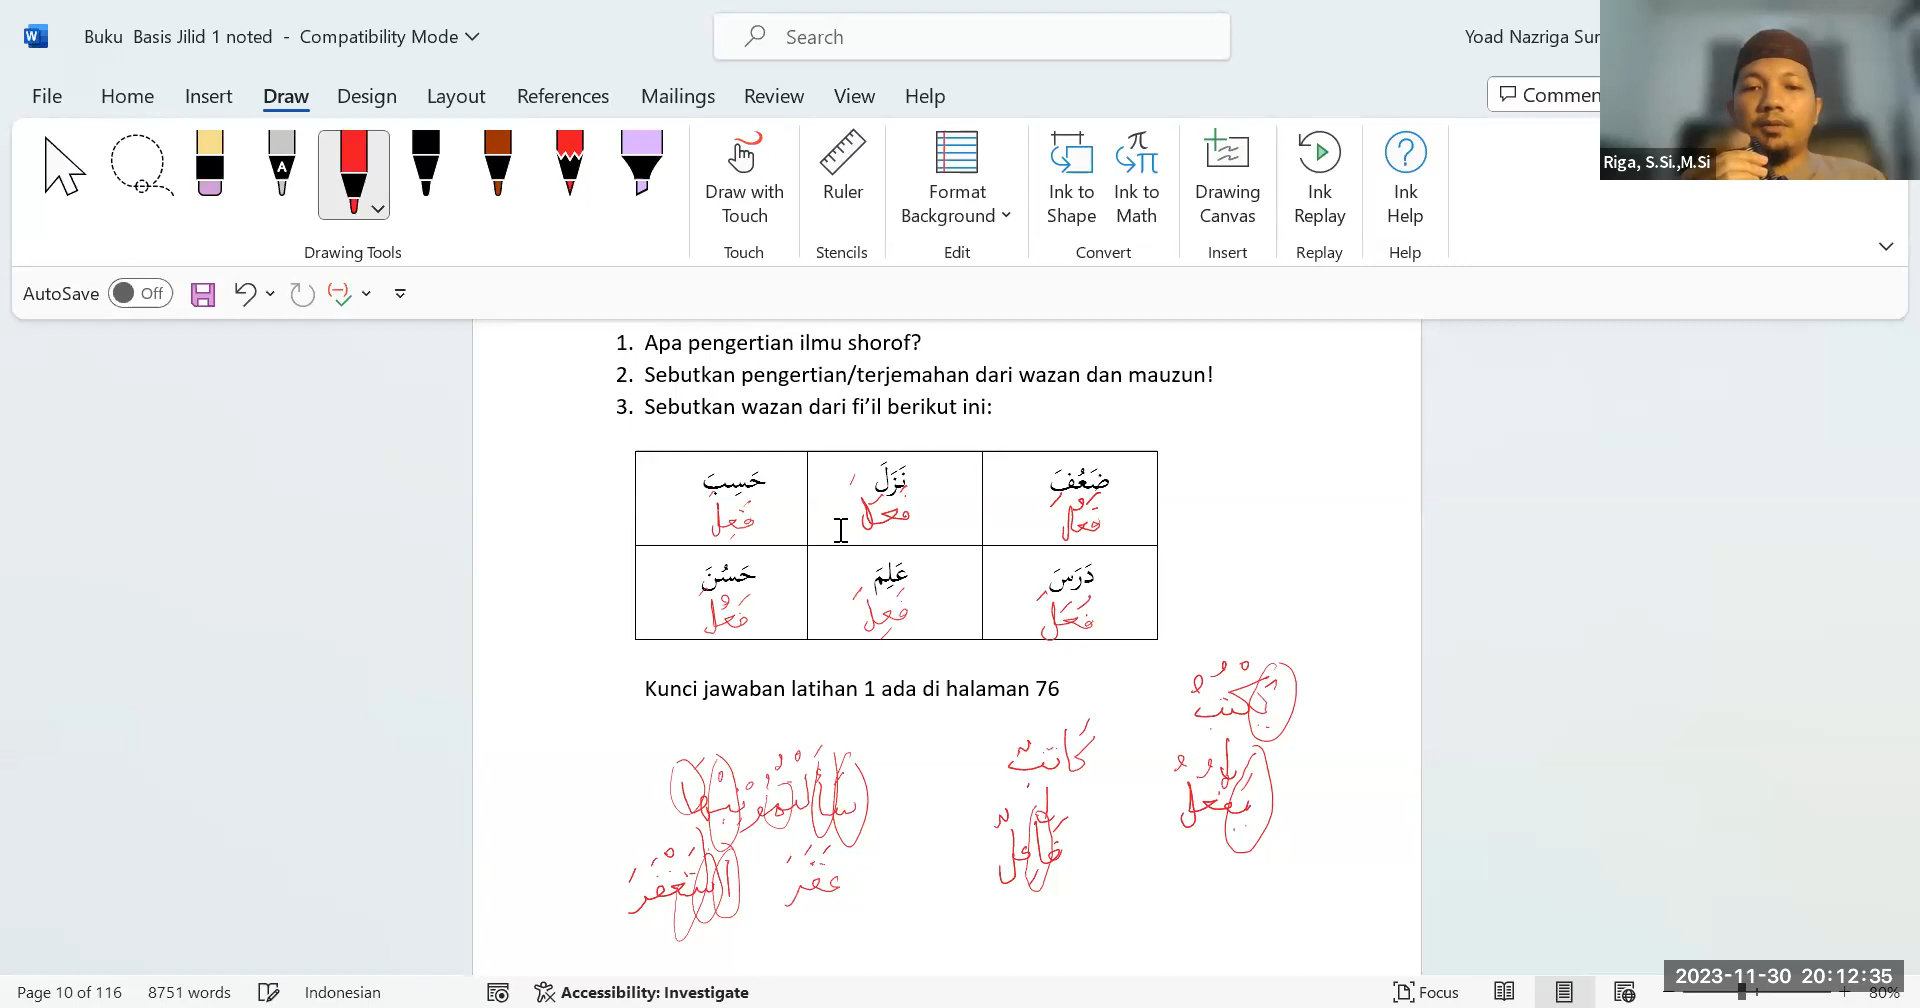 Buku Basis Jilid 1 noted - Compatibility Mode
Search
Yoad Nazriga Sur
File Home Insert Draw Design Layout References Mailings Review View Help
Commen
Riga, S.Si.,M.Si
Draw with Touch
Ruler
Format Background
Ink to Shape
Ink to Math
Drawing Canvas
Ink Replay
Ink Help
Drawing Tools
Touch
Stencils
Edit
Convert
Insert
Replay
Help
AutoSave Off
1. Apa pengertian ilmu shorof?
2. Sebutkan pengertian/terjemahan dari wazan dan mauzun!
3. Sebutkan wazan dari fi’il berikut ini:
ضَعُفَ نَزَلَ حَسِبَ
فَعُلَ فَعَلَ فَعِلَ
دَرَسَ عَلِمَ حَسُنَ
فَعَلَ فَعِلَ فَعُلَ
Kunci jawaban latihan 1 ada di halaman 76
يَكْتُبُ
كَاتِبٌ
يَفْعُلُ
فَاعِلٌ
سَأَلْتُمُوْنِيْهَا
غَفَرَ
اسْتَغْفَرَ
Page 10 of 116
8751 words
Indonesian
Accessibility: Investigate
Focus
80%
2023-11-30 20:12:35